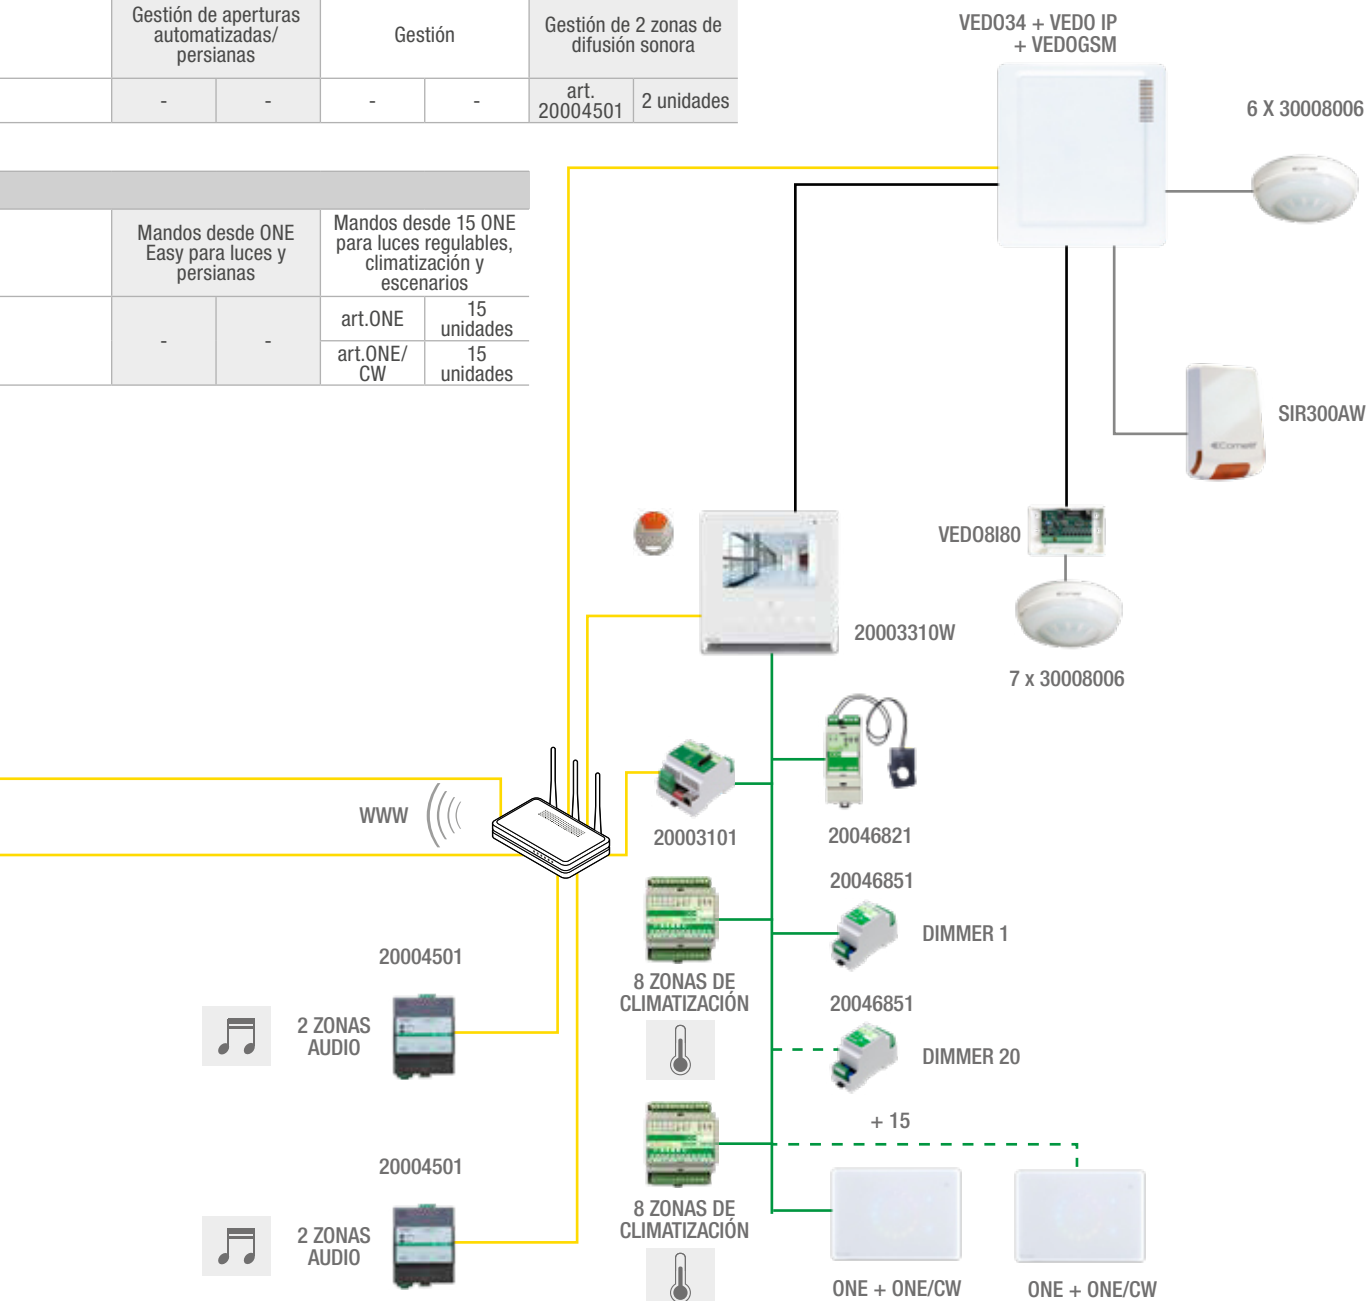 Gestión de aperturas
automatizadas/
persianas
Gestión
Gestión de 2 zonas de
difusión sonora
-
-
-
-
art.
20004501
2 unidades
Mandos desde ONE
Easy para luces y
persianas
Mandos desde 15 ONE
para luces regulables,
climatización y
escenarios
-
-
art.ONE
15
unidades
art.ONE/
CW
15
unidades
VEDO34 + VEDO IP
+ VEDOGSM
6 X 30008006
SIR300AW
Comelit
VEDO8I80
20003310W
7 x 30008006
WWW
20003101
20046821
20046851
DIMMER 1
20004501
8 ZONAS DE
CLIMATIZACIÓN
20046851
2 ZONAS
AUDIO
DIMMER 20
+ 15
20004501
8 ZONAS DE
CLIMATIZACIÓN
2 ZONAS
AUDIO
ONE + ONE/CW
ONE + ONE/CW